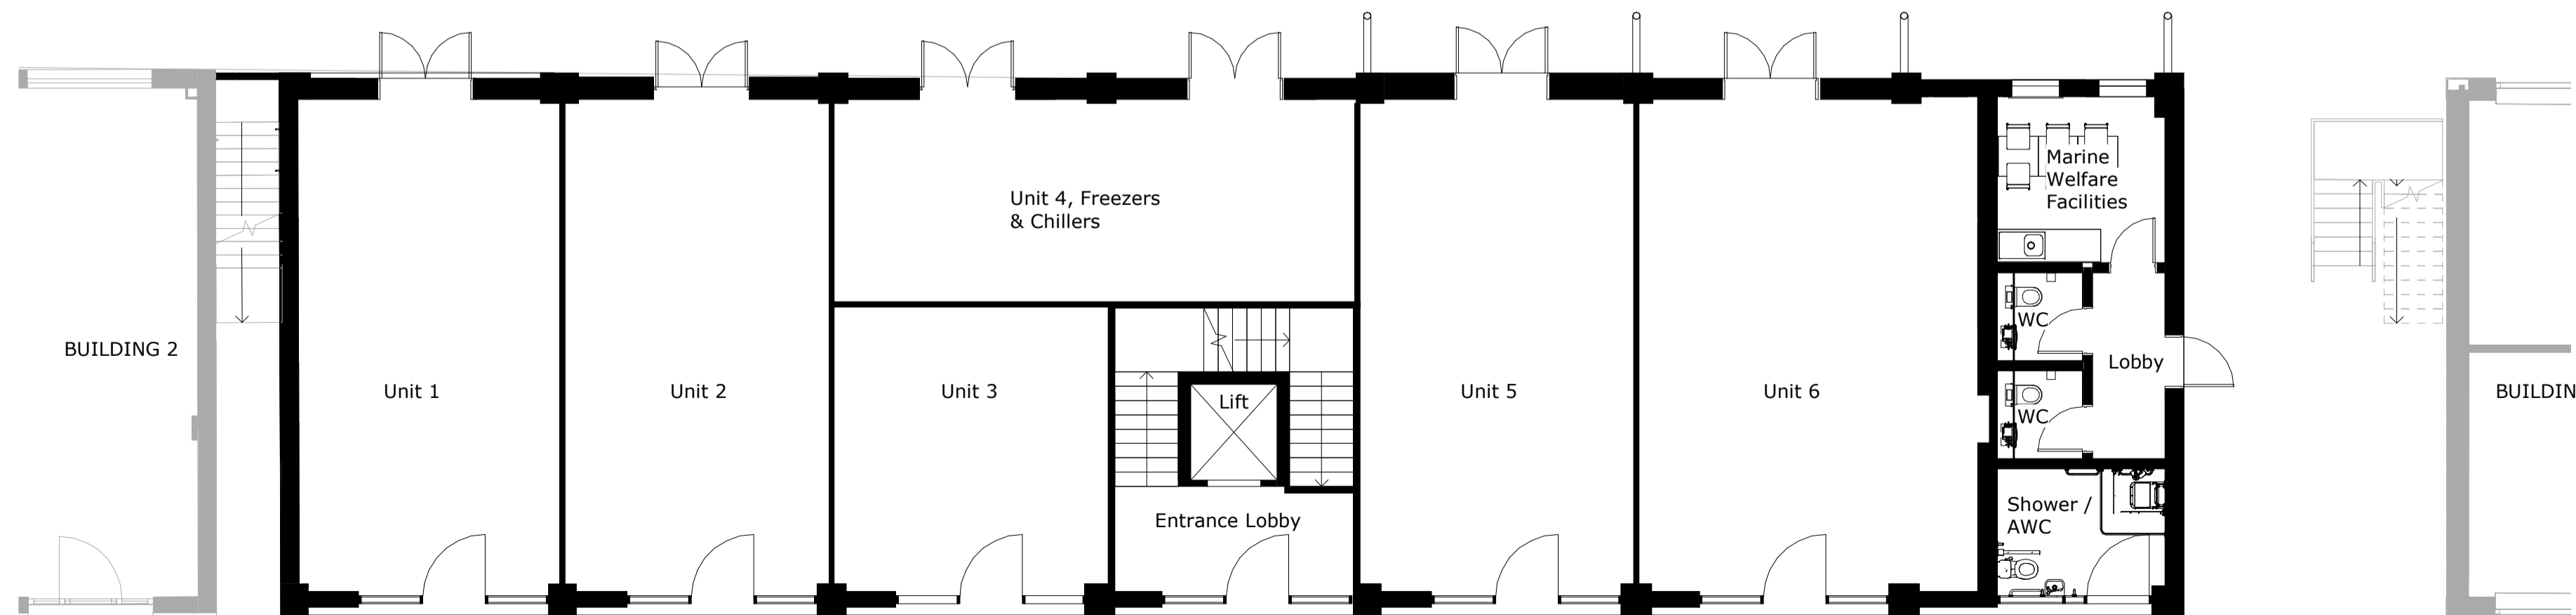 Unit 4, Freezers
& Chillers
Marine
Welfare
Facilities
WC
BUILDING 2
Unit 1
Unit 2
Unit 3
Lift
Unit 5
Unit 6
Lobby
WC
BUILDIN
Entrance Lobby
Shower /
AWC